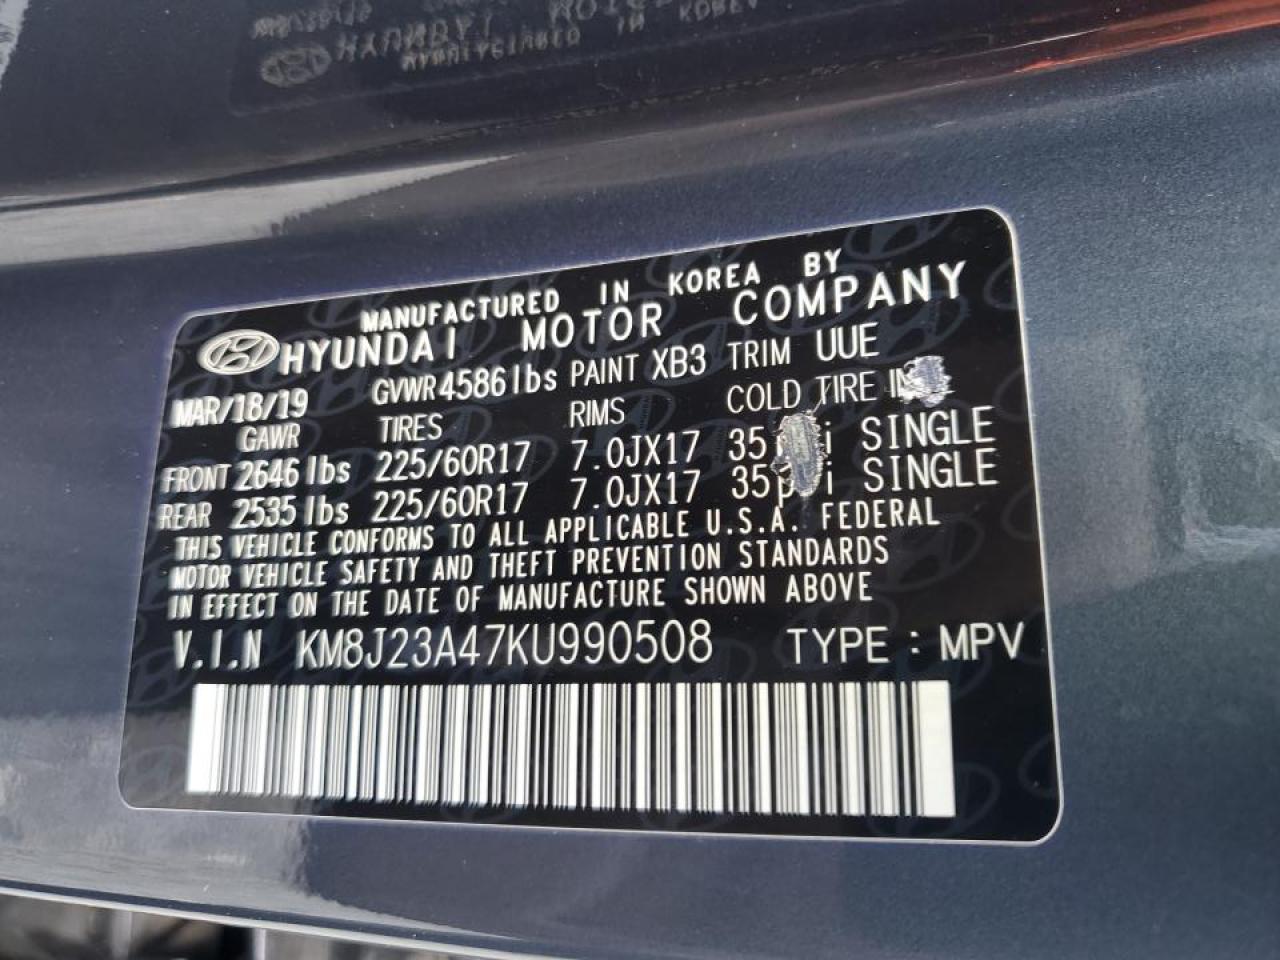 MANUFACTURED IN KOREA BY
HYUNDAI MOTOR COMPANY
MAR/18/19 GVWR 4586 lbs PAINT XB3 TRIM UUE
GAWR TIRES RIMS COLD TIRE
FRONT 2646 lbs 225/60R17 7.0JX17 35 SINGLE
REAR 2535 lbs 225/60R17 7.0JX17 35psi SINGLE
THIS VEHICLE CONFORMS TO ALL APPLICABLE U.S.A. FEDERAL
MOTOR VEHICLE SAFETY AND THEFT PREVENTION STANDARDS
IN EFFECT ON THE DATE OF MANUFACTURE SHOWN ABOVE
V.I.N KM8J23A47KU990508 TYPE : MPV